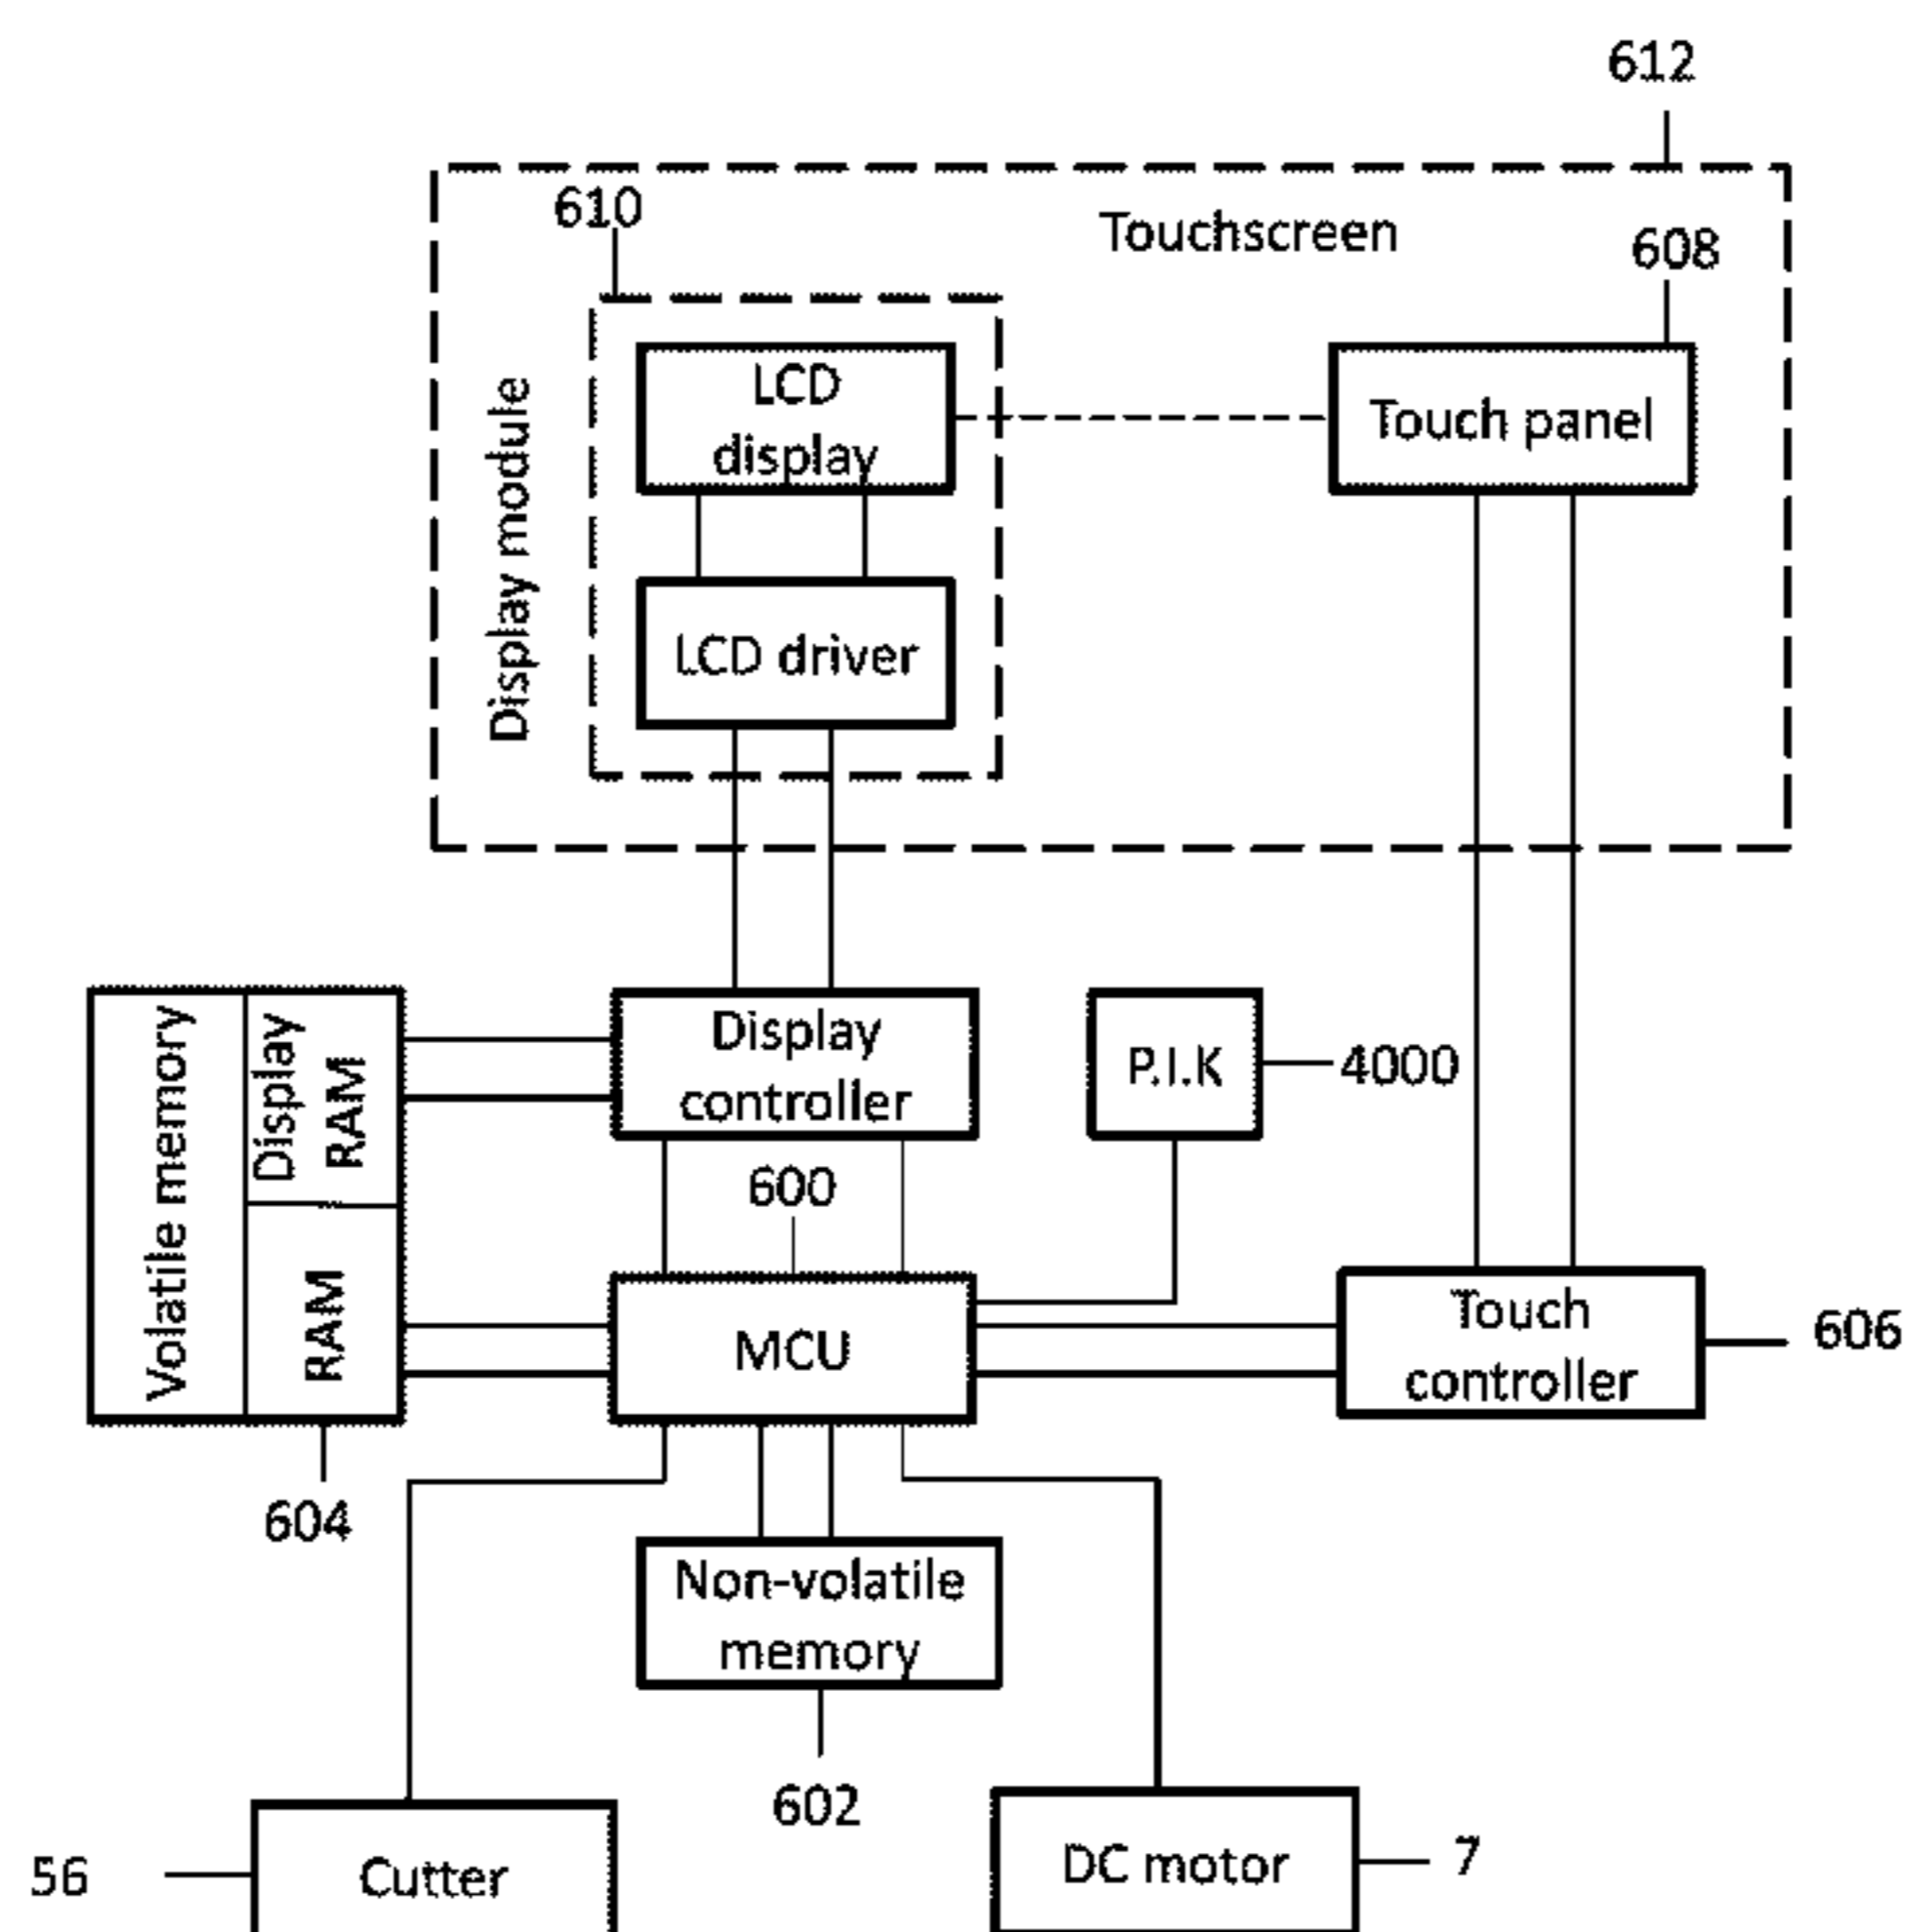 612
610
Touchscreen
608
LCD
display
Touch panel
Display module
LCD driver
Volatile memory
Display
RAM
RAM
Display
controller
P.I.K
4000
600
MCU
Touch
controller
606
604
Non-volatile
memory
602
56
Cutter
DC motor
7